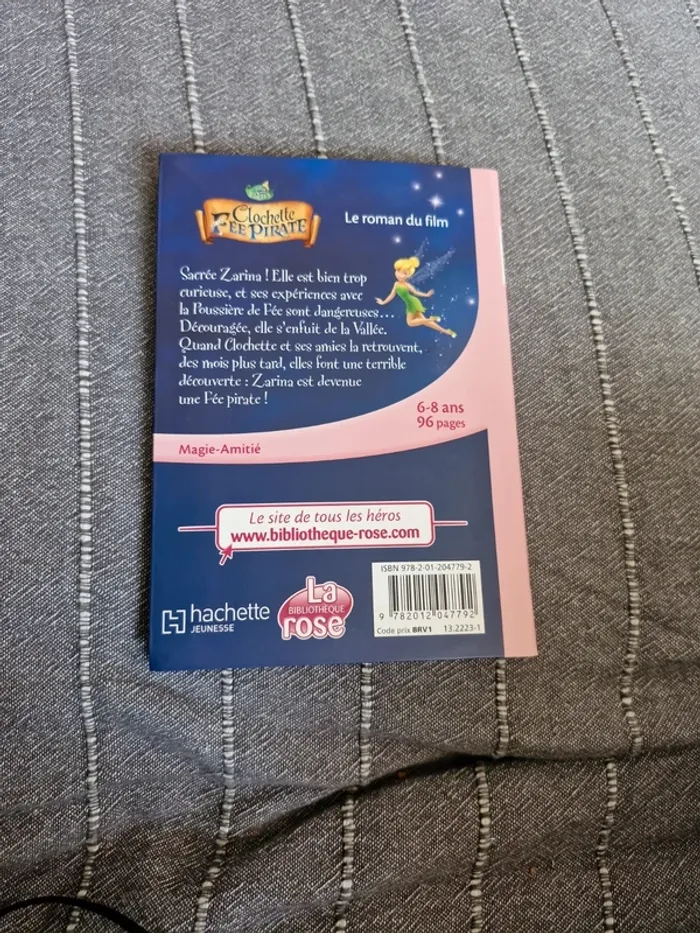 Clochette
FÉE PIRATE
Le roman du film
Sacrée Zarina ! Elle est bien trop
curieuse, et ses expériences avec
la Poussière de Fée sont dangereuses...
Découragée, elle s'enfuit de la Vallée.
Quand Clochette et ses amies la retrouvent,
des mois plus tard, elles font une terrible
découverte : Zarina est devenue
une Fée pirate !
6-8 ans
96 pages
Magie-Amitié
Le site de tous les héros
www.bibliotheque-rose.com
hachette
JEUNESSE
La
BIBLIOTHÈQUE
rose
ISBN 978-2-01-204779-2
9 782012 047792
Code prix BRV1 13.2223-1